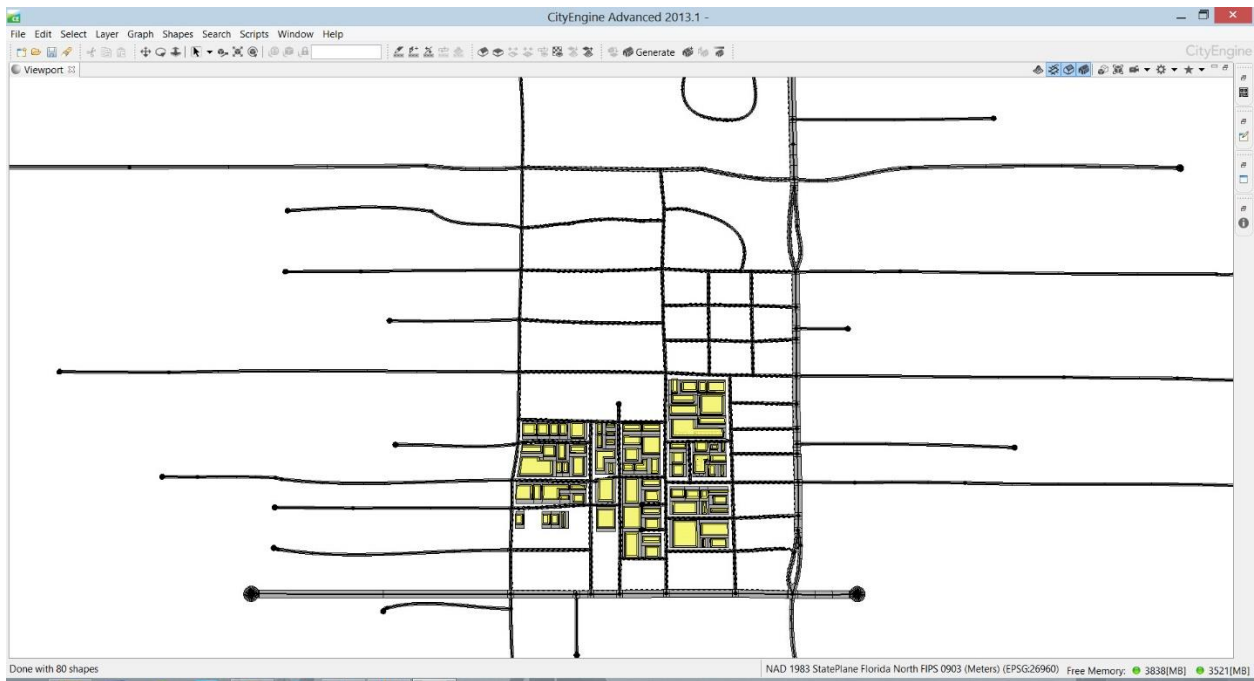 CityEngine Advanced 2013.1 -
File Edit Select Layer Graph Shapes Search Scripts Window Help
Generate
CityEngine
Viewport
Done with 80 shapes
NAD 1983 StatePlane Florida North FIPS 0903 (Meters) (EPSG:26960) Free Memory: 3838[MB] 3521[MB]